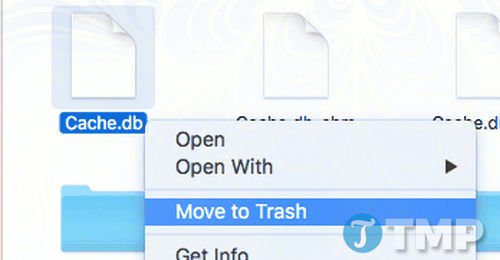 Cache.db
Open
Open With
Move to Trash
Get Info
TMP